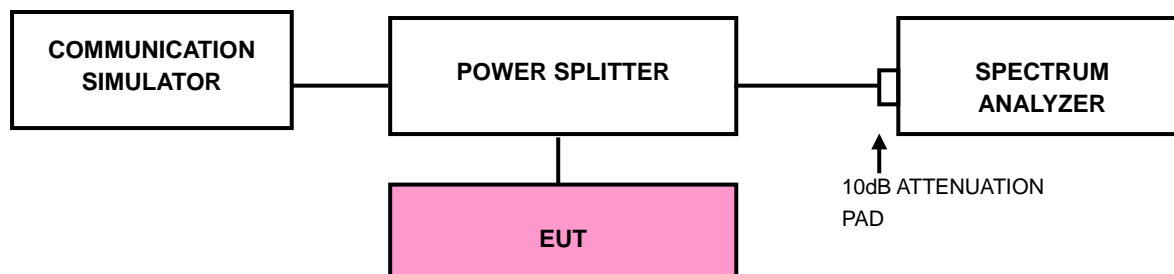 COMMUNICATION
SIMULATOR
POWER SPLITTER
SPECTRUM
ANALYZER
10dB ATTENUATION
PAD
EUT